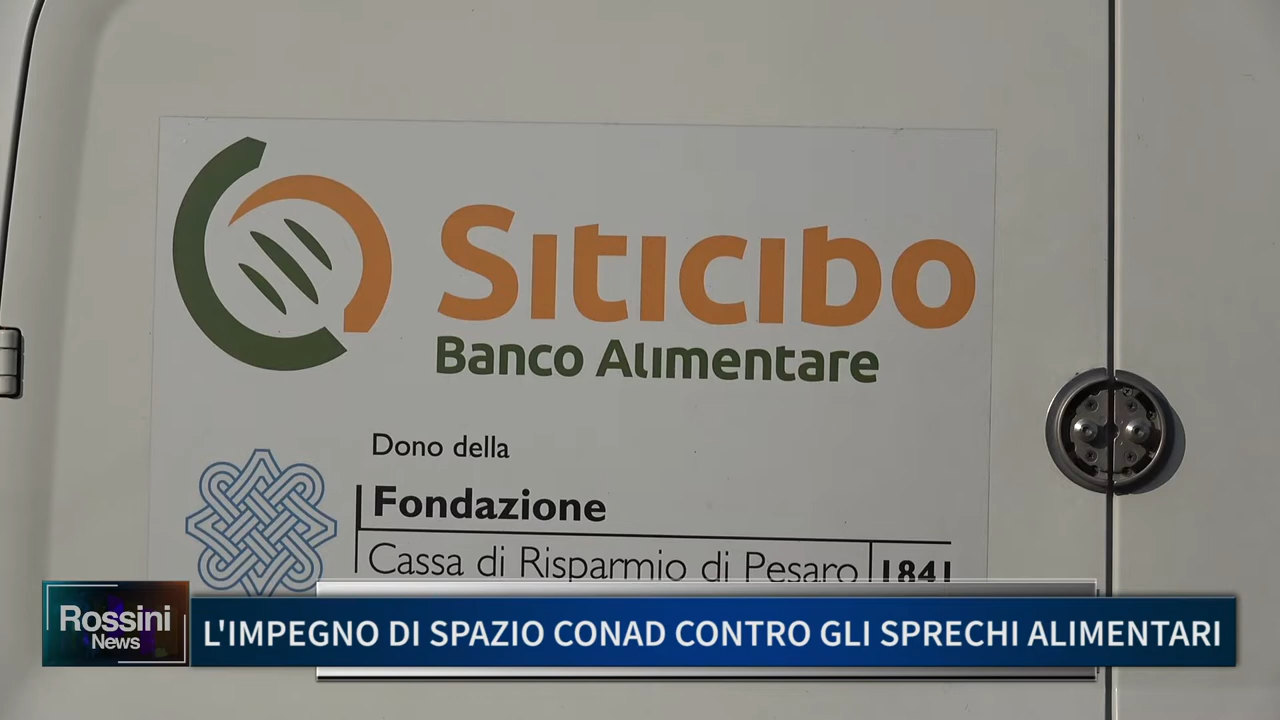 Siticibo
Banco Alimentare
Dono della
Fondazione
Cassa di Risparmio di Pesaro 1841
Rossini
News
L'IMPEGNO DI SPAZIO CONAD CONTRO GLI SPRECHI ALIMENTARI